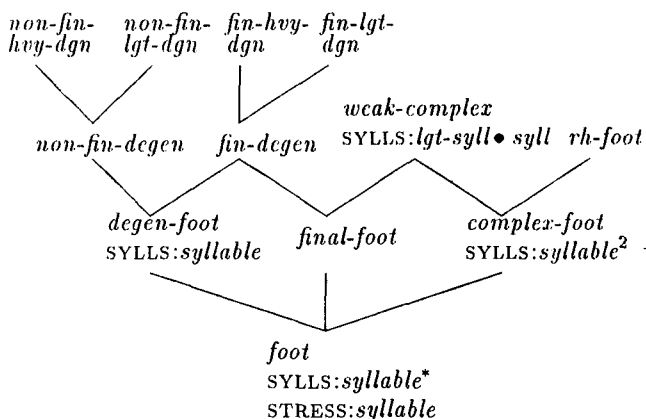 non-fin- non-fin- fin-hvy- fin-lgt-
hvy-dgn lgt-dgn dgn dgn
weak-complex
non-fin-degen fin-degen SYLLS:lgt-syll • syll rh-foot
degen-foot final-foot complex-foot
SYLLS:syllable SYLLS:syllable²
foot
SYLLS:syllable*
STRESS:syllable